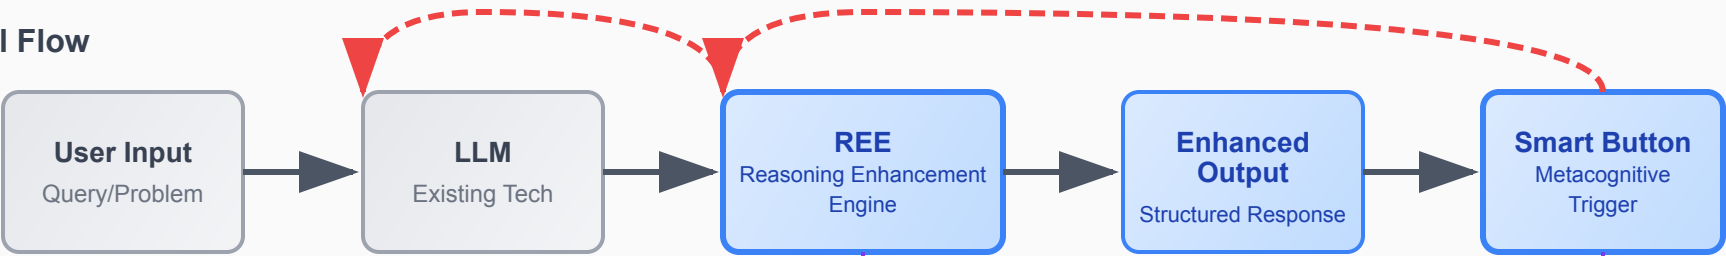 l Flow
User Input
Query/Problem
LLM
Existing Tech
REE
Reasoning Enhancement
Engine
Enhanced
Output
Structured Response
Smart Button
Metacognitive
Trigger